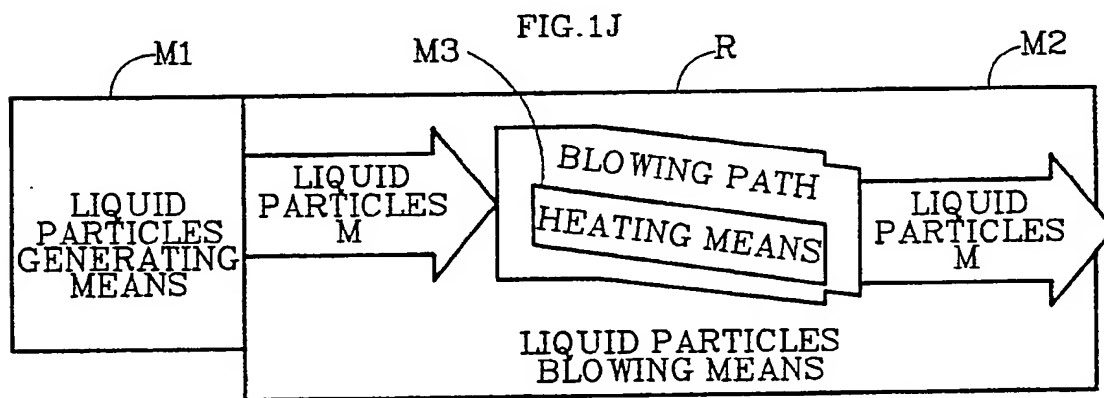 FIG.1J
M1
M3
R
M2
LIQUID
PARTICLES
GENERATING
MEANS
LIQUID
PARTICLES
M
BLOWING PATH
HEATING MEANS
LIQUID
PARTICLES
M
LIQUID PARTICLES
BLOWING MEANS